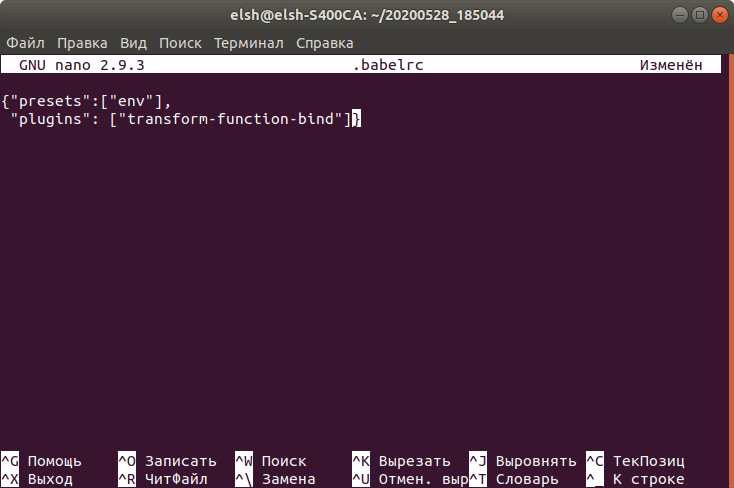 elsh@elsh-S400CA: ~/20200528_185044
Файл Правка Вид Поиск Терминал Справка
GNU nano 2.9.3 .babelrc Изменён
{"presets":["env"],
"plugins": ["transform-function-bind"]}
^G Помощь ^O Записать ^W Поиск ^K Вырезать ^J Выровнять ^C ТекПозиц
^X Выход ^R ЧитФайл ^\ Замена ^U Отмен. выр^T Словарь ^_ К строке